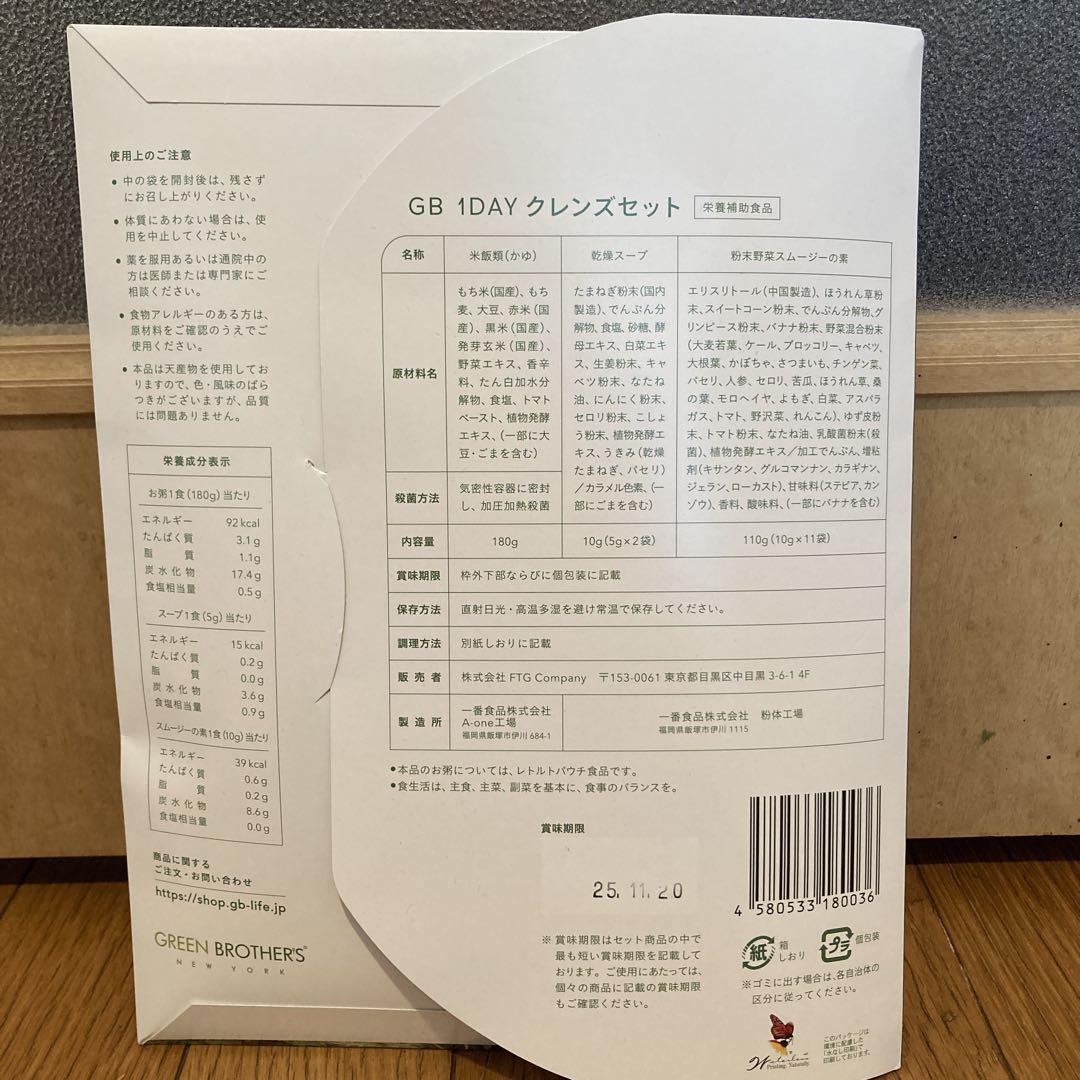 使用上のご注意
● 中の袋を開封後は、残さず
にお召し上がりください。
● 体質にあわない場合は、使
用を中止してください。
● 薬を服用あるいは通院中の
方は医師または専門家にご
相談ください。
● 食物アレルギーのある方は、
原材料をご確認のうえでご
使用ください。
● 本品は天産物を使用してお
りますので、色・風味のばら
つきがございますが、品質
には問題ありません。
栄養成分表示
お粥1食(180g)当たり
エネルギー 92kcal
たんぱく質 3.1g
脂質 1.1g
炭水化物 17.4g
食塩相当量 0.5g
スープ1食(5g)当たり
エネルギー 15kcal
たんぱく質 0.2g
脂質 0.0g
炭水化物 3.6g
食塩相当量 0.9g
スムージーの素1食(10g)当たり
エネルギー 39kcal
たんぱく質 0.6g
脂質 0.2g
炭水化物 8.6g
食塩相当量 0.0g
商品に関する
ご注文・お問い合わせ
https://shop.gb-life.jp
GREEN BROTHER'S®
NEW YORK
GB 1DAY クレンズセット 栄養補助食品
名称 米飯類(かゆ) 乾燥スープ 粉末野菜スムージーの素
原材料名
もち米(国産)、もち
麦、大豆、赤米(国
産)、黒米(国産)、
発芽玄米(国産)、
野菜エキス、香辛
料、たん白加水分
解物、食塩、トマト
ペースト、植物発酵
エキス、(一部に大
豆・ごまを含む)
たまねぎ粉末(国内
製造)、でんぷん分
解物、食塩、砂糖、酵
母エキス、白菜エキ
ス、生姜粉末、キャ
ベツ粉末、なたね
油、にんにく粉末、
セロリ粉末、こしょ
う粉末、植物発酵エ
キス、うきみ(乾燥
たまねぎ、パセリ)
/カラメル色素、(一
部にごまを含む)
エリスリトール(中国製造)、ほうれん草粉
末、スイートコーン粉末、でんぷん分解物、グ
リンピース粉末、バナナ粉末、野菜混合粉末
(大麦若葉、ケール、ブロッコリー、キャベツ、
大根葉、かぼちゃ、さつまいも、チンゲン菜、
パセリ、人参、セロリ、苦瓜、ほうれん草、桑
の葉、モロヘイヤ、よもぎ、白菜、アスパラ
ガス、トマト、野沢菜、れんこん)、ゆず皮粉
末、トマト粉末、なたね油、乳酸菌粉末(殺
菌)、植物発酵エキス/加工でんぷん、増粘
剤(キサンタン、グルコマンナン、カラギナン、
ジェラン、ローカスト)、甘味料(ステビア、カン
ゾウ)、香料、酸味料、(一部にバナナを含む)
殺菌方法
気密性容器に密封
し、加圧加熱殺菌
内容量 180g 10g(5g×2袋) 110g(10g×11袋)
賞味期限 枠外下部ならびに個包装に記載
保存方法 直射日光・高温多湿を避け常温で保存してください。
調理方法 別紙しおりに記載
販売者 株式会社 FTG Company 〒153-0061 東京都目黒区中目黒 3-6-1 4F
製造所
一番食品株式会社
A-one工場
福岡県飯塚市伊川 684-1
一番食品株式会社 粉体工場
福岡県飯塚市伊川 1115
●本品のお粥については、レトルトパウチ食品です。
●食生活は、主食、主菜、副菜を基本に、食事のバランスを。
賞味期限
25.11.20
※ 賞味期限はセット商品の中で
最も短い賞味期限を記載して
おります。ご使用にあたっては、
個々の商品に記載の賞味期限
もご確認ください。
4 580533 180036
紙 箱
しおり
プラ 個包装
※ゴミに出す場合は、各自治体の
区分に従ってください。
Waterless
Printing. Naturally.
このパッケージは
環境に配慮した
「水なし印刷」で
印刷しております。